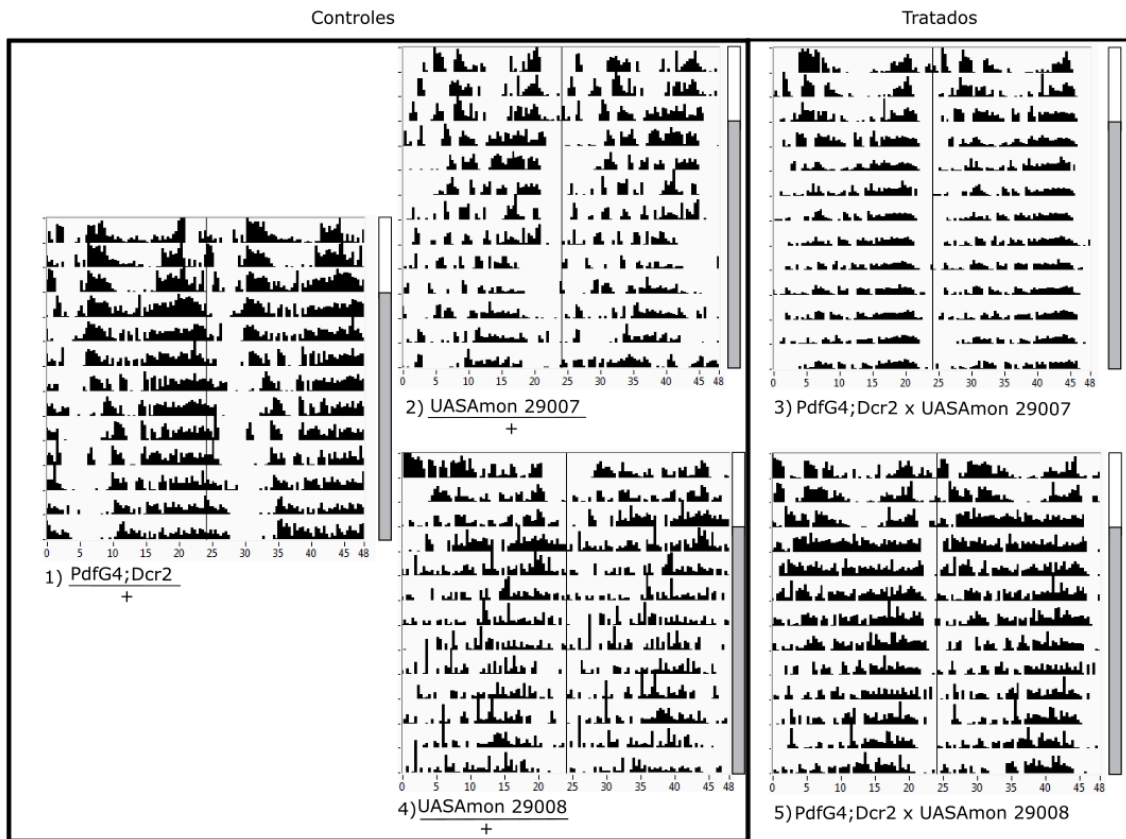 Controles
Tratados
0 5 10 15 20 25 30 35 40 45 48
1) PdfG4;Dcr2
+
0 5 10 15 20 25 30 35 40 45 48
2) UASAmon 29007
+
0 5 10 15 20 25 30 35 40 45 48
3) PdfG4;Dcr2 x UASAmon 29007
0 5 10 15 20 25 30 35 40 45 48
4) UASAmon 29008
+
0 5 10 15 20 25 30 35 40 45 48
5) PdfG4;Dcr2 x UASAmon 29008